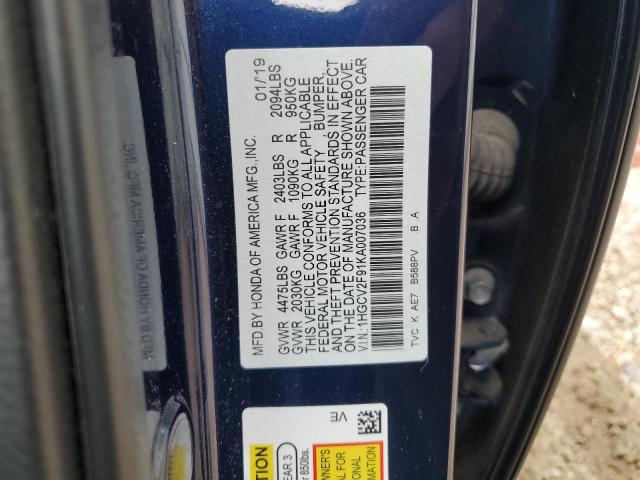 MFD.BY HONDA OF AMERICA MFG.,INC. 01/'19
GVWR 4475LBS GAWR F 2403LBS R 2094LBS
GVWR 2030KG GAWR F 1090KG R 950KG
THIS VEHICLE CONFORMS TO ALL APPLICABLE
FEDERAL MOTOR VEHICLE SAFETY , BUMPER,
AND THEFT PREVENTION STANDARDS IN EFFECT
ON THE DATE OF MANUFACTURE SHOWN ABOVE.
V.I.N.:1HGCV2F91KA007036 TYPE:PASSENGER CAR
TVC K AE7 B588PV B A